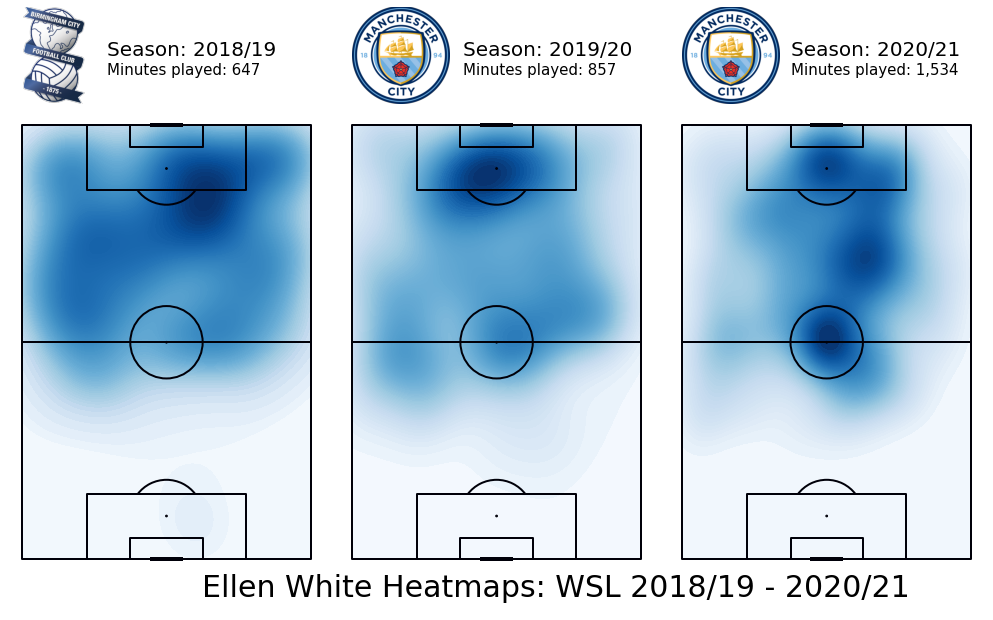 BIRMINGHAM CITY
FOOTBALL CLUB
·1875·
Season: 2018/19
Minutes played: 647
MANCHESTER
18 94
CITY
Season: 2019/20
Minutes played: 857
MANCHESTER
18 94
CITY
Season: 2020/21
Minutes played: 1,534
Ellen White Heatmaps: WSL 2018/19 - 2020/21